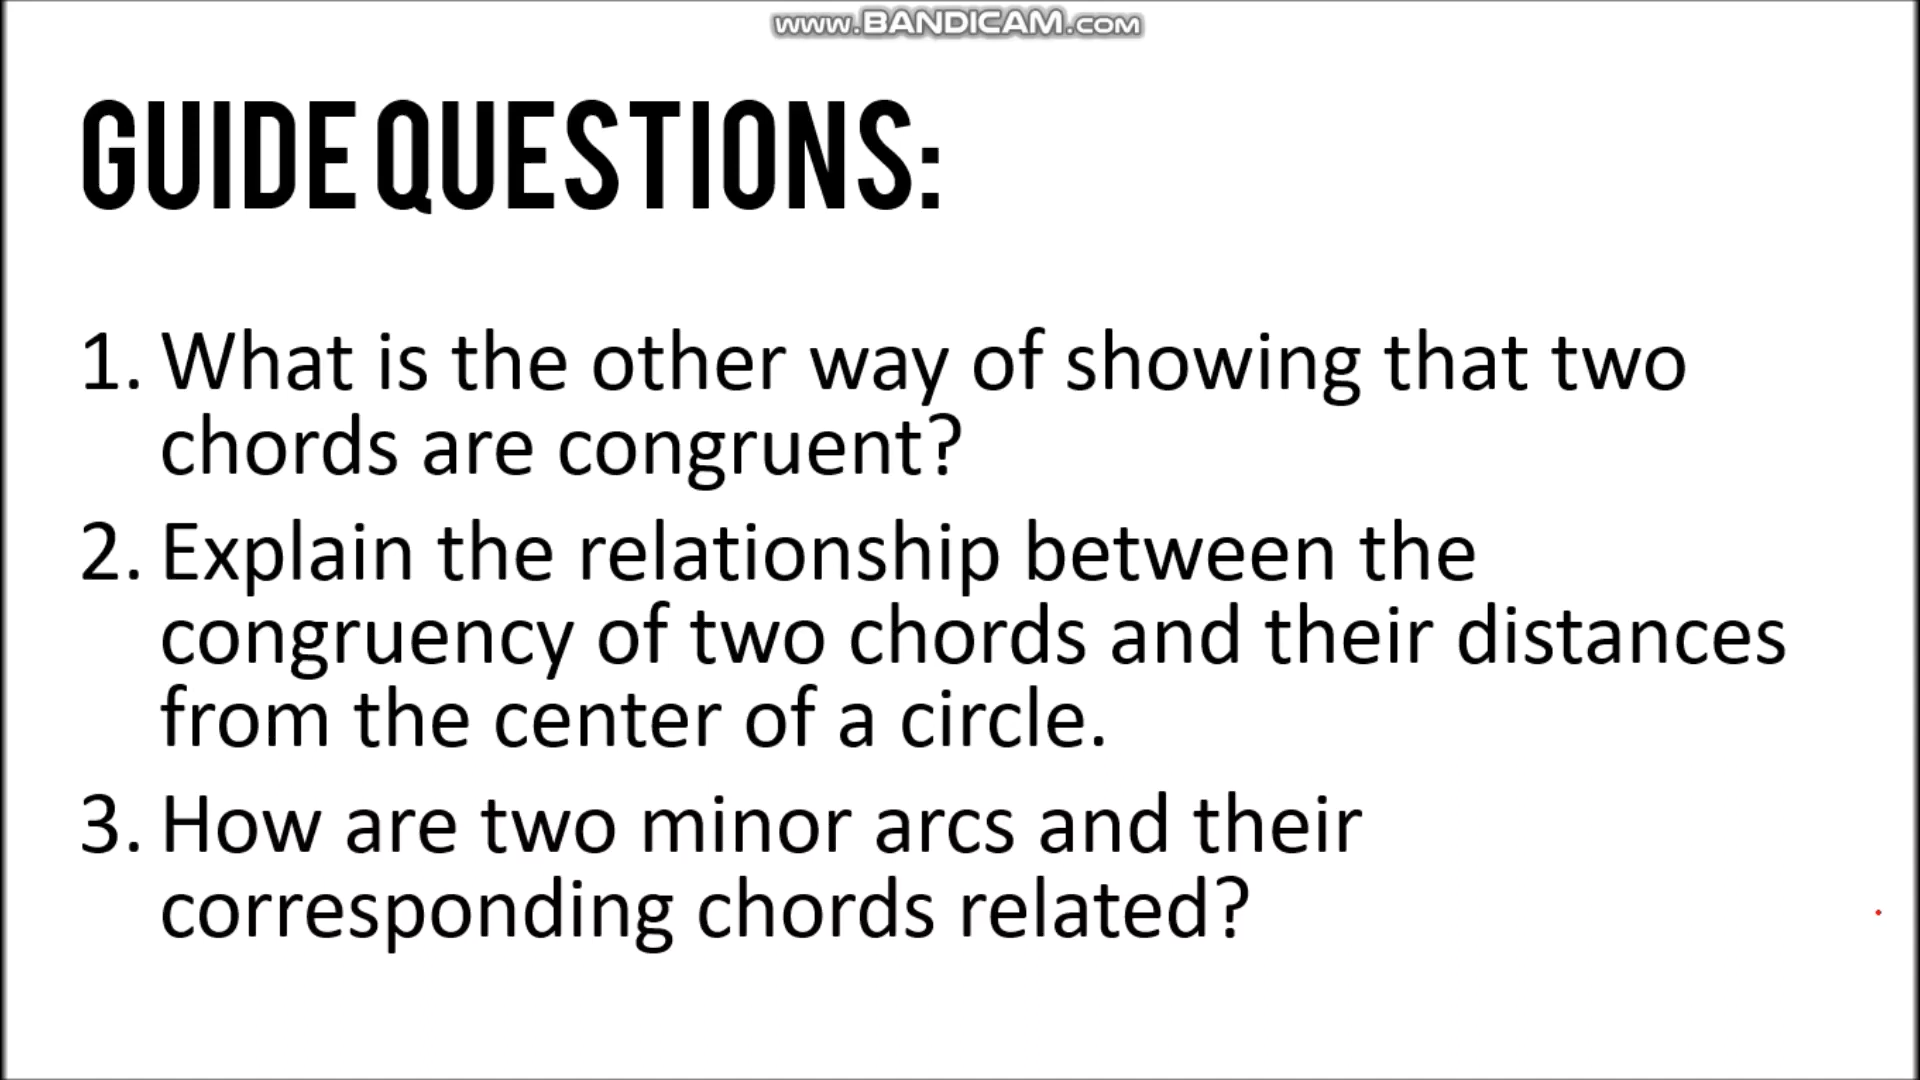 www.BANDICAM.com
GUIDE QUESTIONS:
1. What is the other way of showing that two
chords are congruent?
2. Explain the relationship between the
congruency of two chords and their distances
from the center of a circle.
3. How are two minor arcs and their
corresponding chords related?